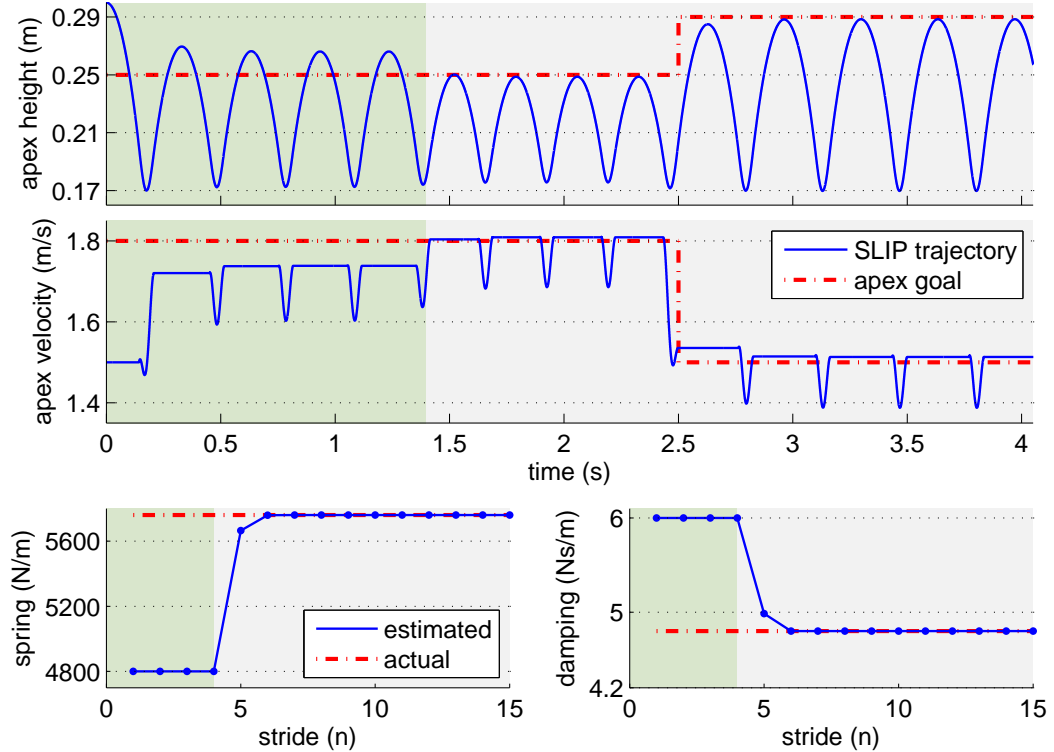 0.29
0.25
0.21
0.17
apex height (m)
1.8
1.6
1.4
apex velocity (m/s)
SLIP trajectory
apex goal
0 0.5 1 1.5 2 2.5 3 3.5 4
time (s)
5600
5200
4800
spring (N/m)
estimated
actual
0 5 10 15
stride (n)
6
5
4.2
damping (Ns/m)
0 5 10 15
stride (n)